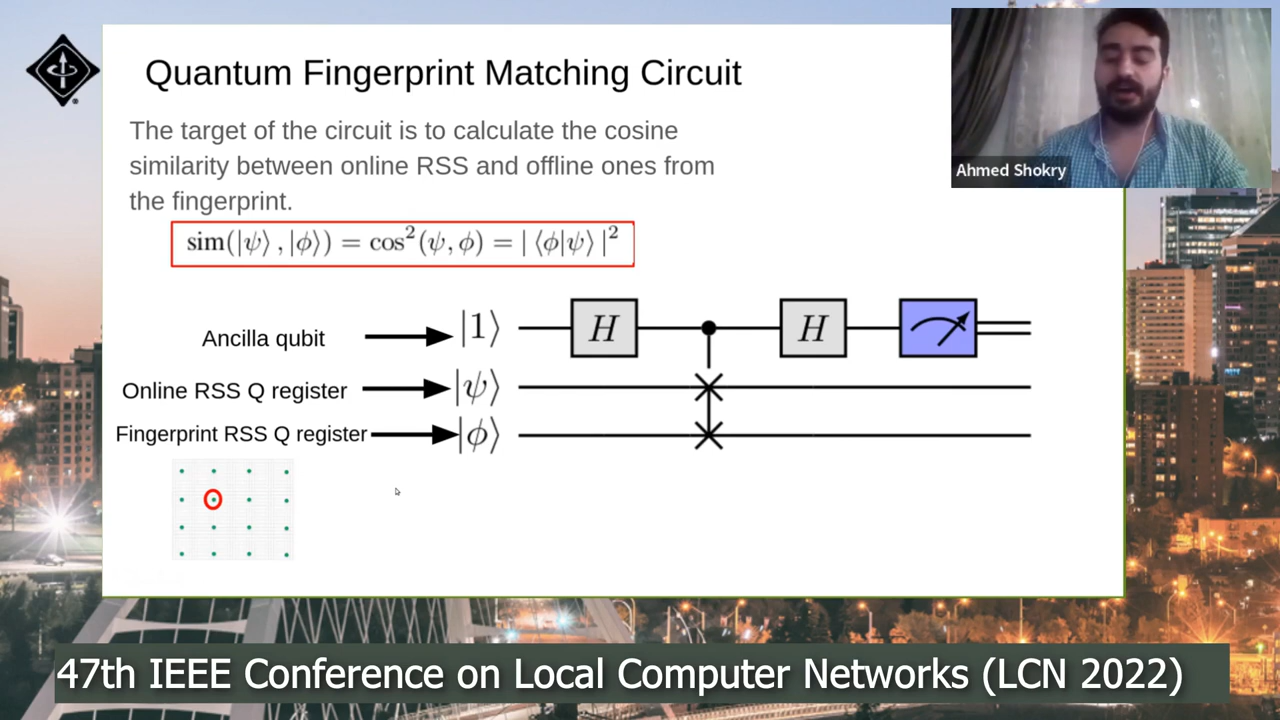 Quantum Fingerprint Matching Circuit
Ahmed Shokry
The target of the circuit is to calculate the cosine
similarity between online RSS and offline ones from
the fingerprint.
sim(|ψ⟩, |ϕ⟩) = cos²(ψ, ϕ) = | ⟨ϕ|ψ⟩ |²
Ancilla qubit |1⟩ H H
Online RSS Q register |ψ⟩
Fingerprint RSS Q register |ϕ⟩
47th IEEE Conference on Local Computer Networks (LCN 2022)